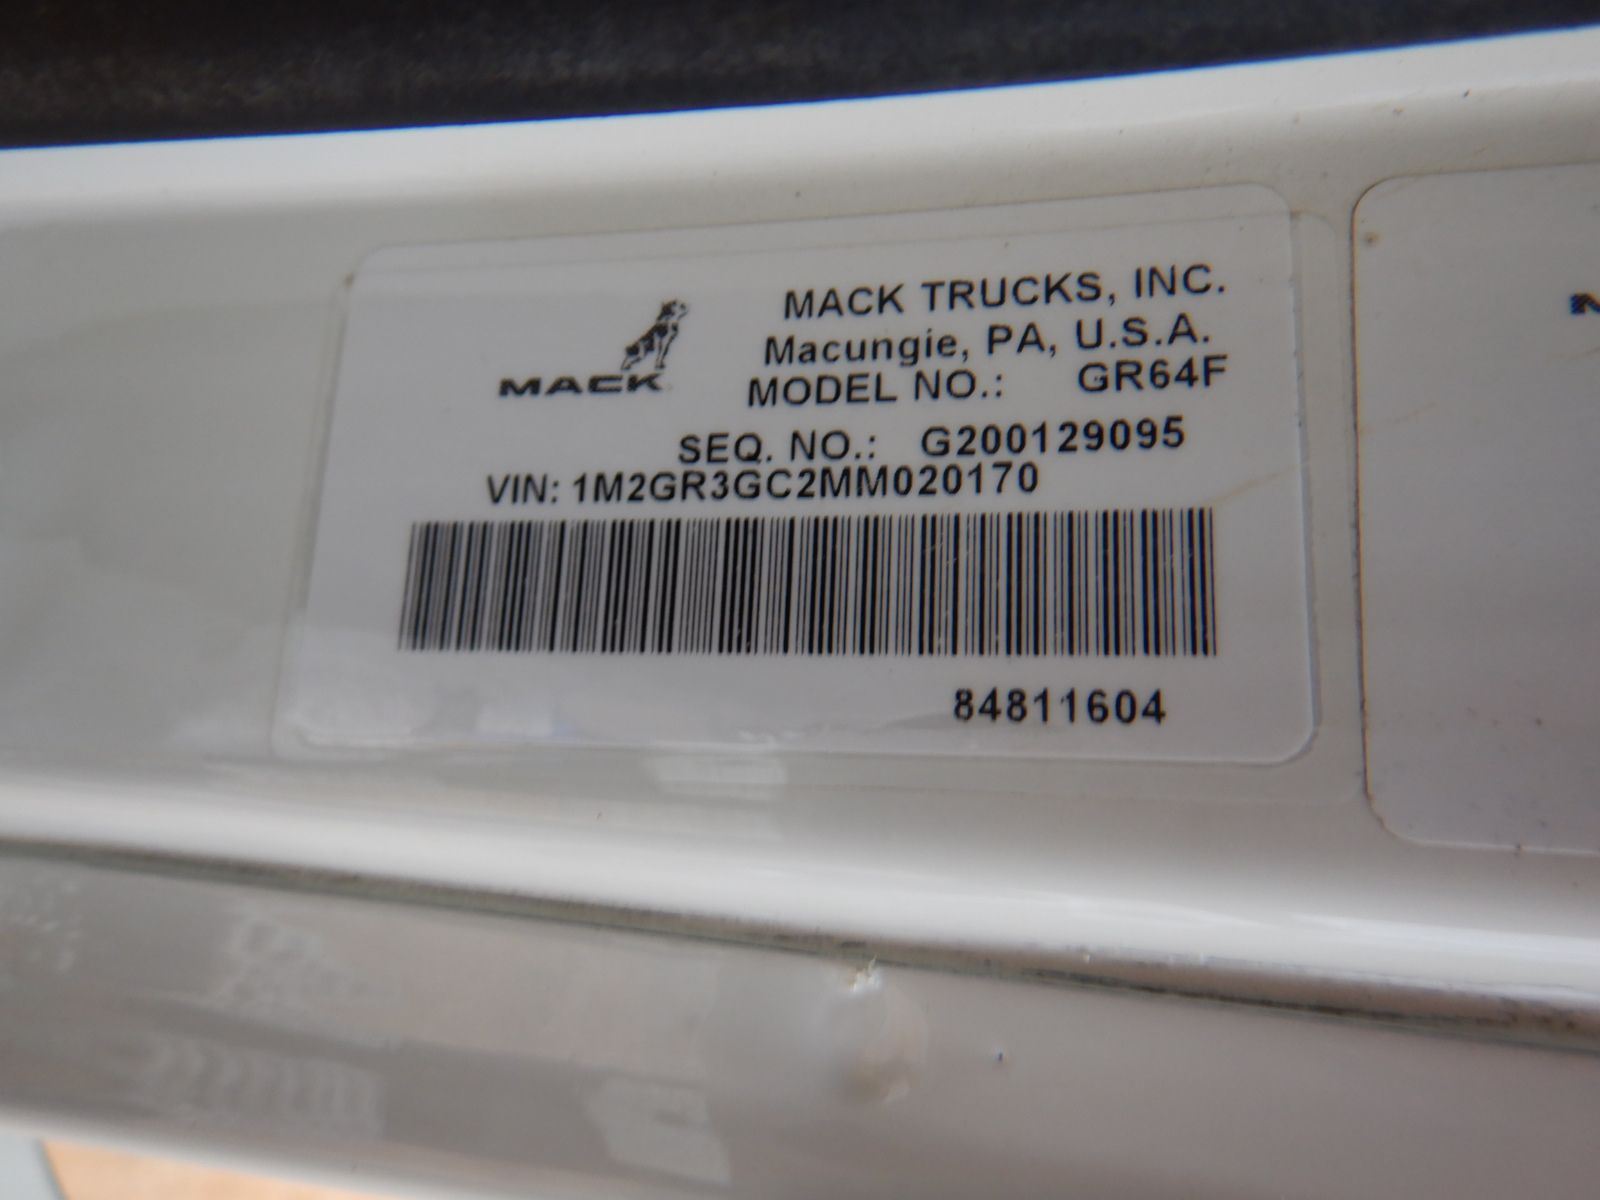 MACK
MACK TRUCKS, INC.
Macungie, PA, U.S.A.
MODEL NO.: GR64F
SEQ. NO.: G200129095
VIN: 1M2GR3GC2MM020170
84811604